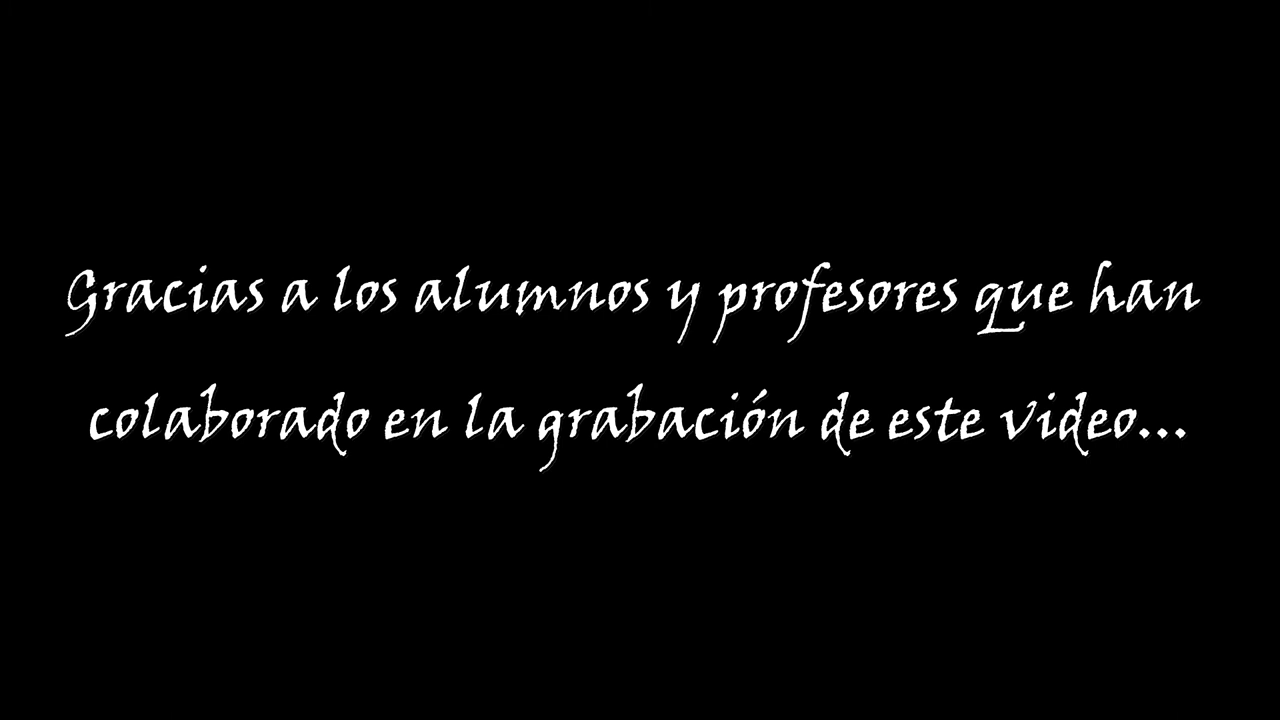 Gracias a los alumnos y profesores que han
colaborado en la grabación de este video...